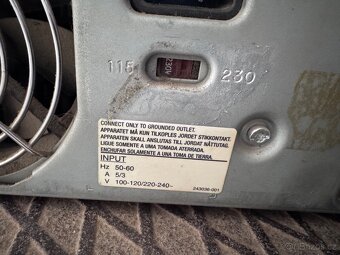 115
230
CONNECT ONLY TO GROUNDED OUTLET.
APPARATET MÅ KUN TILKOPLES JORDET STIKKONTAKT.
APPARATEN SKALL ANSLUTAS TILL JORDAT NÄTUTTAG.
LIGUE SOMENTE A UMA TOMADA ATERRADA.
ENCHUFAR SOLAMENTE A UNA TOMA DE TIERRA.
INPUT
Hz 50-60
A 5/3
V 100-120/220-240~
243036-001